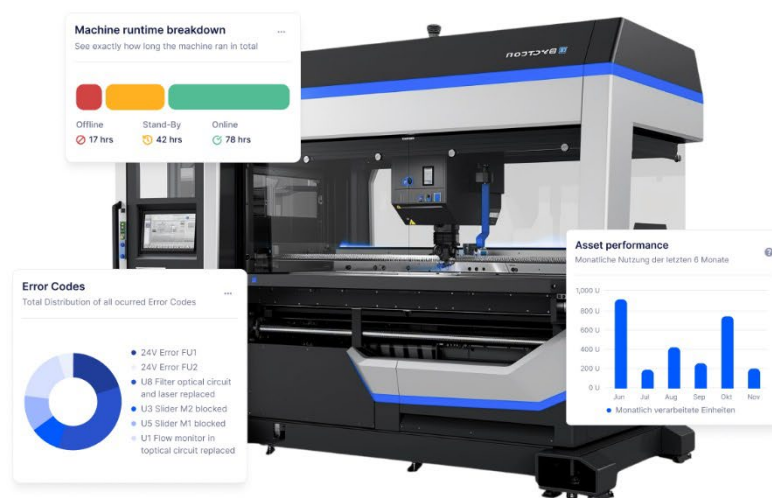 Machine runtime breakdown
See exactly how long the machine ran in total
Offline
Stand-By
Online
17 hrs
42 hrs
78 hrs
Error Codes
Total Distribution of all ocurred Error Codes
24V Error FU1
24V Error FU2
U8 Filter optical circuit
and laser replaced
U3 Slider M2 blocked
U5 Slider M1 blocked
U1 Flow monitor in
toptical circuit replaced
Asset performance
Monatliche Nutzung der letzten 6 Monate
1,000 U
800 U
600 U
400 U
200 U
0 U
Jun
Jul
Aug
Sep
Okt
Nov
Monatlich verarbeitete Einheiten